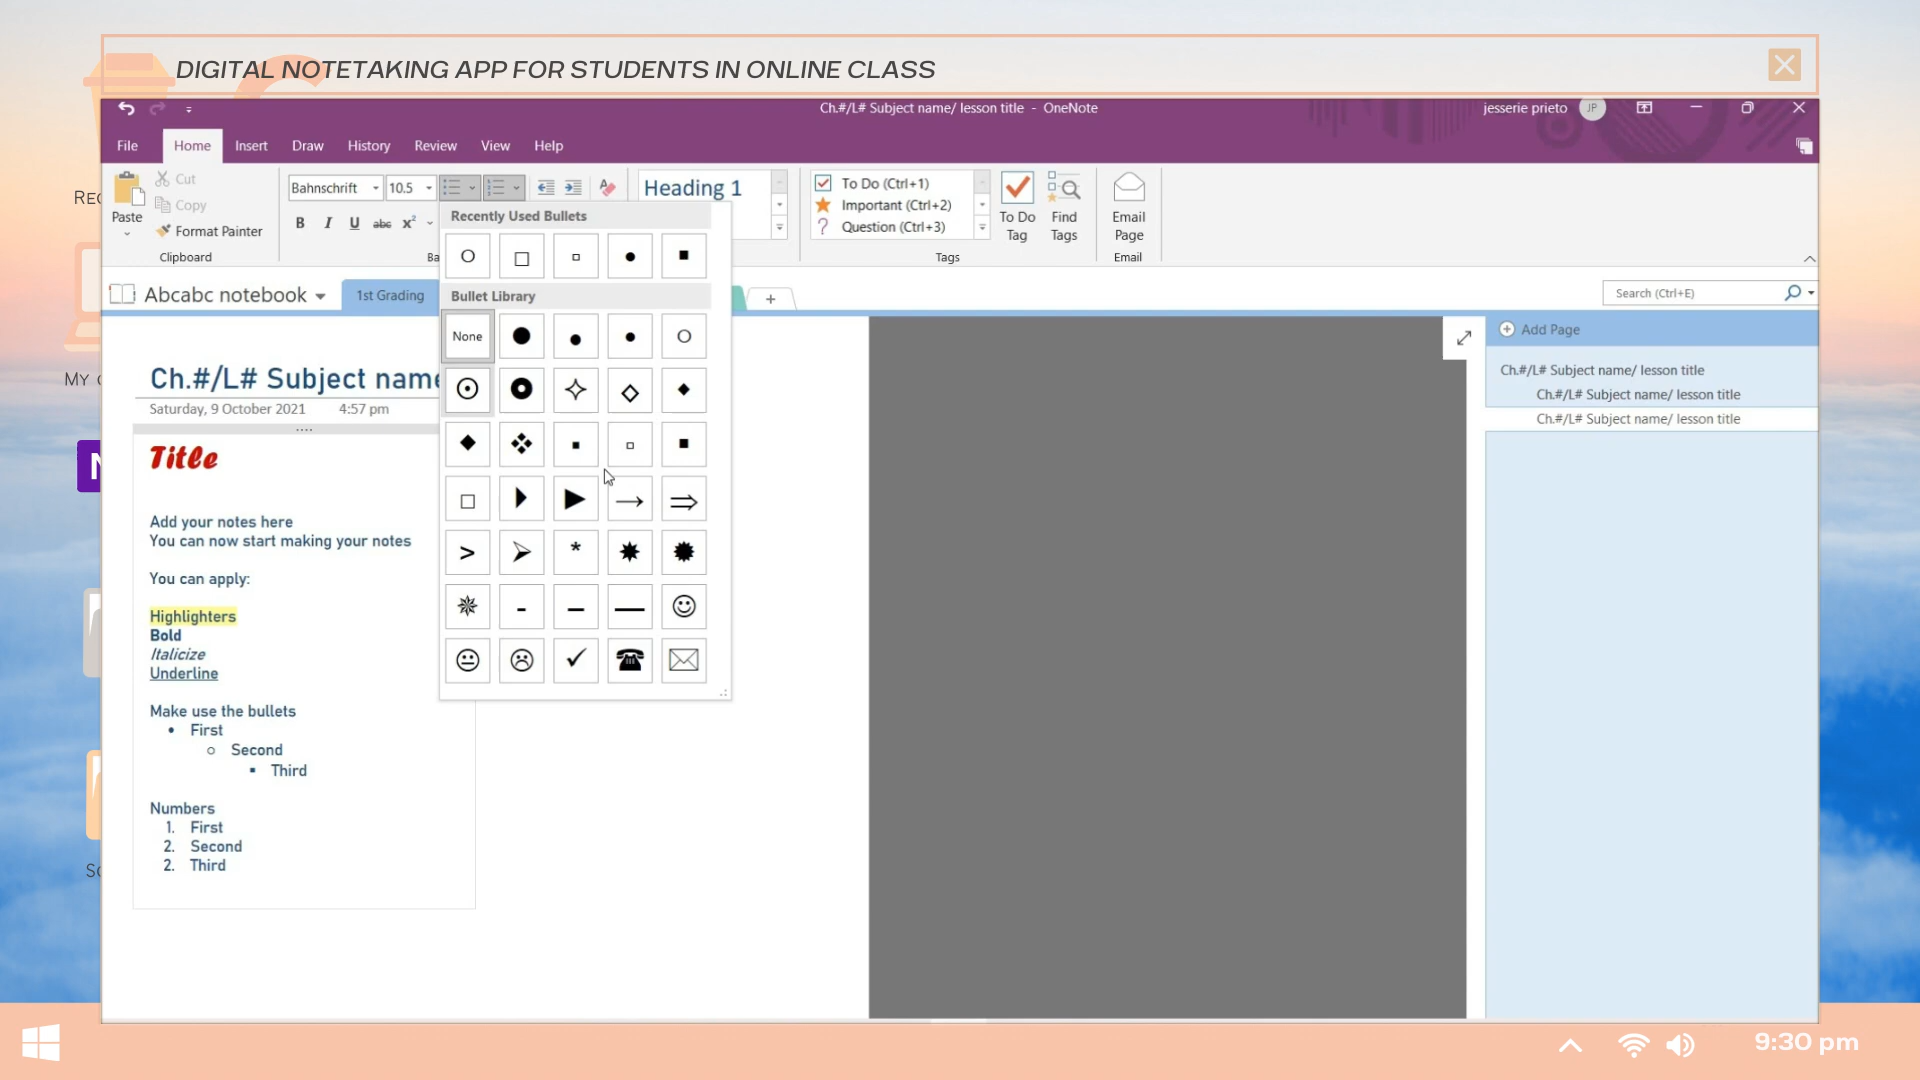 DIGITAL NOTETAKING APP FOR STUDENTS IN ONLINE CLASS
Ch.#/L# Subject name/ lesson title - OneNote
jesserie prieto
JP
File Home Insert Draw History Review View Help
Paste
Cut
Copy
Format Painter
Clipboard
Bahnschrift
10.5
B I U abc x²
Heading 1
To Do (Ctrl+1)
Important (Ctrl+2)
Question (Ctrl+3)
To Do Tag
Find Tags
Tags
Email Page
Email
Recently Used Bullets
Bullet Library
None
Abcabc notebook
1st Grading
+
Search (Ctrl+E)
Add Page
Ch.#/L# Subject name/ lesson title
Ch.#/L# Subject name/ lesson title
Ch.#/L# Subject name/ lesson title
Ch.#/L# Subject name
Saturday, 9 October 2021 4:57 pm
Title
Add your notes here
You can now start making your notes
You can apply:
Highlighters
Bold
Italicize
Underline
Make use the bullets
• First
○ Second
▪ Third
Numbers
1. First
2. Second
2. Third
MY
N
9:30 pm